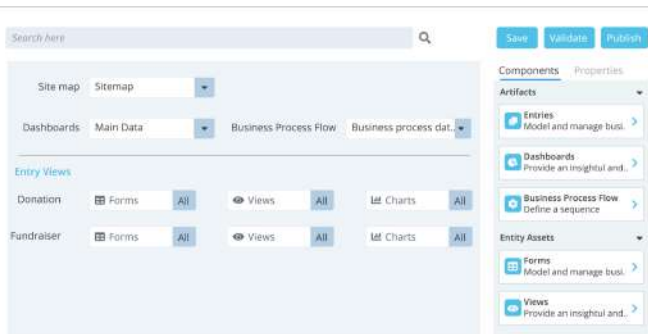 Search here
Save Validate Publish
Components Properties
Site map Sitemap
Artifacts
Entries
Model and manage busi.
Dashboards Main Data Business Process Flow Business process dat..
Dashboards
Provide an insightul and..
Entry Views
Business Process Flow
Define a sequence
Donation Forms All Views All Charts All
Fundraiser Forms All Views All Charts All
Entity Assets
Forms
Model and manage busi.
Views
Provide an insightul and..